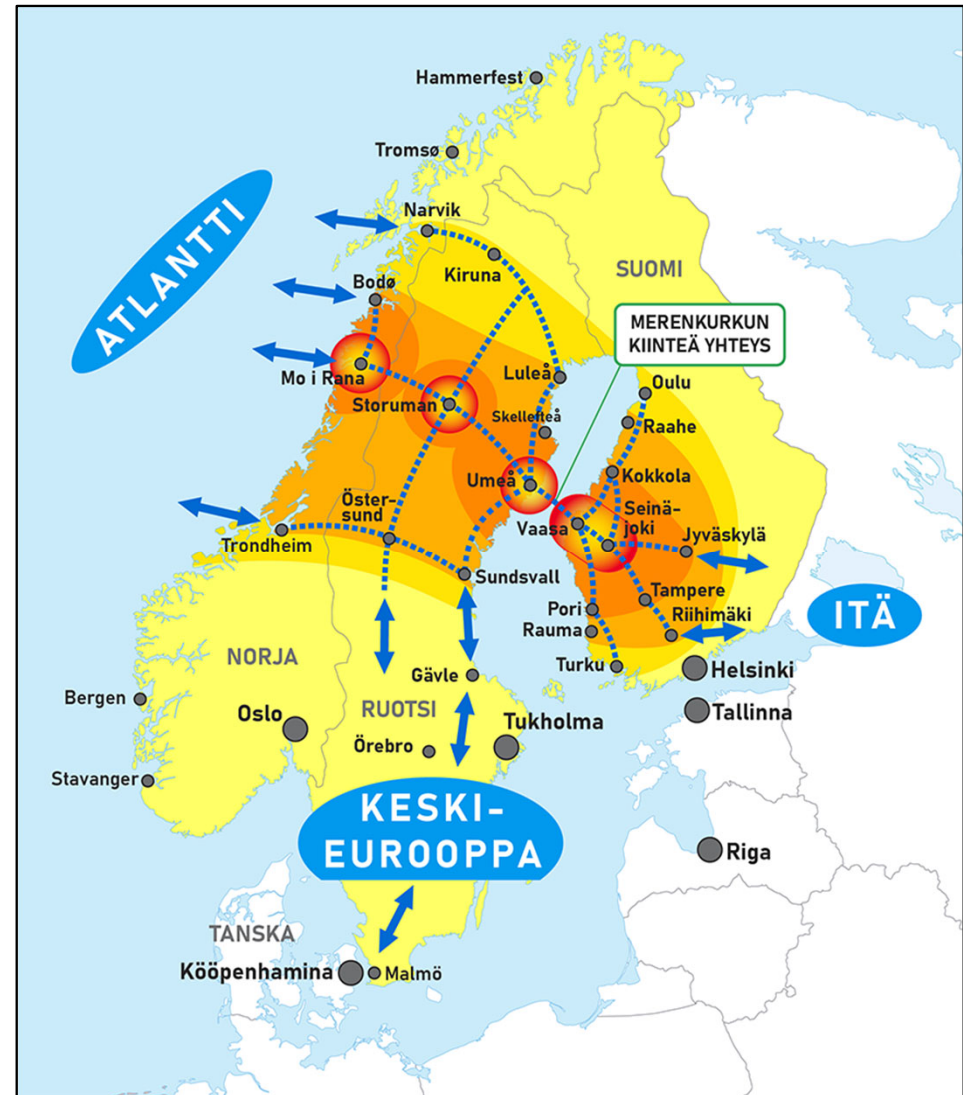 Hammerfest
Tromsø
ATLANTTI
Narvik
Kiruna
SUOMI
Bodø
MERENKURKUN
KIINTEÄ YHTEYS
Mo i Rana
Luleå
Oulu
Storuman
Skellefteå
Raahe
Umeå
Kokkola
Öster-
sund
Vaasa
Seinä-
joki
Jyväskylä
Trondheim
Sundsvall
Tampere
Pori
Riihimäki
ITÄ
Rauma
NORJA
Turku
Helsinki
Gävle
Bergen
Oslo
RUOTSI
Tallinna
Tukholma
Örebro
Stavanger
KESKI-
EUROOPPA
Riga
TANSKA
Kööpenhamina
Malmö